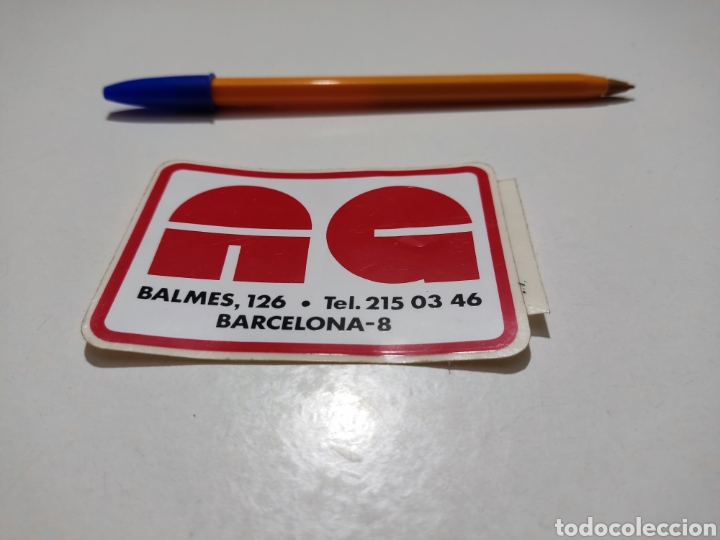 AG
BALMES, 126 • Tel. 215 03 46
BARCELONA-8
todocoleccion